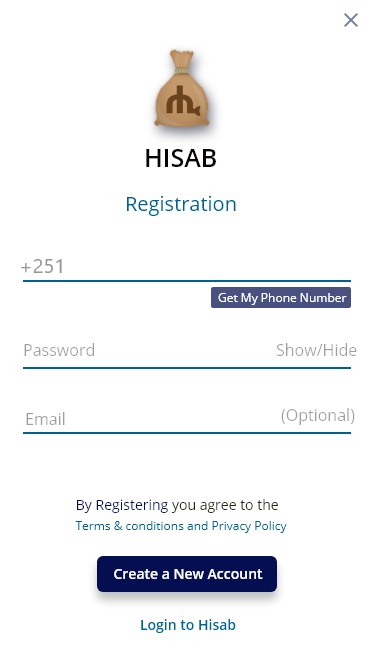 HISAB
Registration
+251
Get My Phone Number
Password Show/Hide
Email (Optional)
By Registering you agree to the
Terms & conditions and Privacy Policy
Create a New Account
Login to Hisab